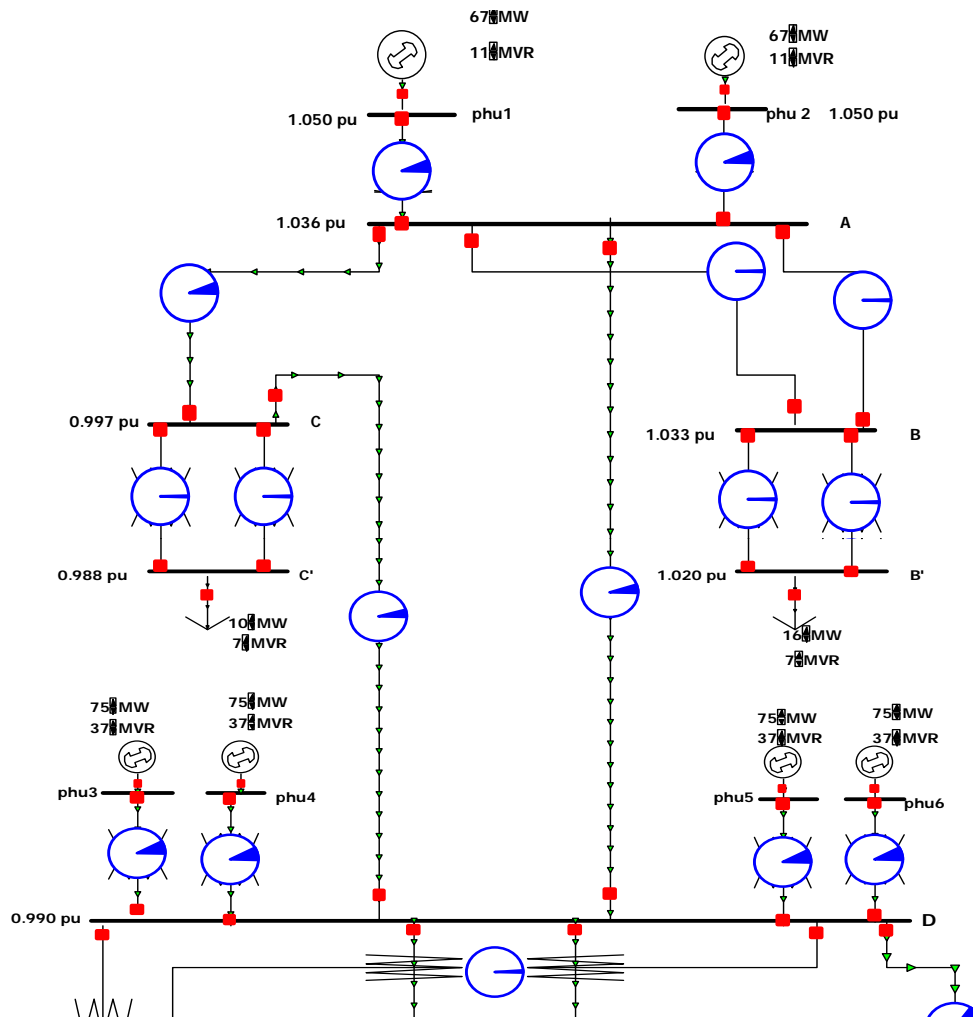 67 MW
11 MVR
67 MW
11 MVR
1.050 pu
phu1
phu 2
1.050 pu
1.036 pu
A
0.997 pu
C
1.033 pu
B
0.988 pu
C'
1.020 pu
B'
10 MW
7 MVR
16 MW
7 MVR
75 MW
37 MVR
75 MW
37 MVR
75 MW
37 MVR
75 MW
37 MVR
phu3
phu4
phu5
phu6
0.990 pu
D